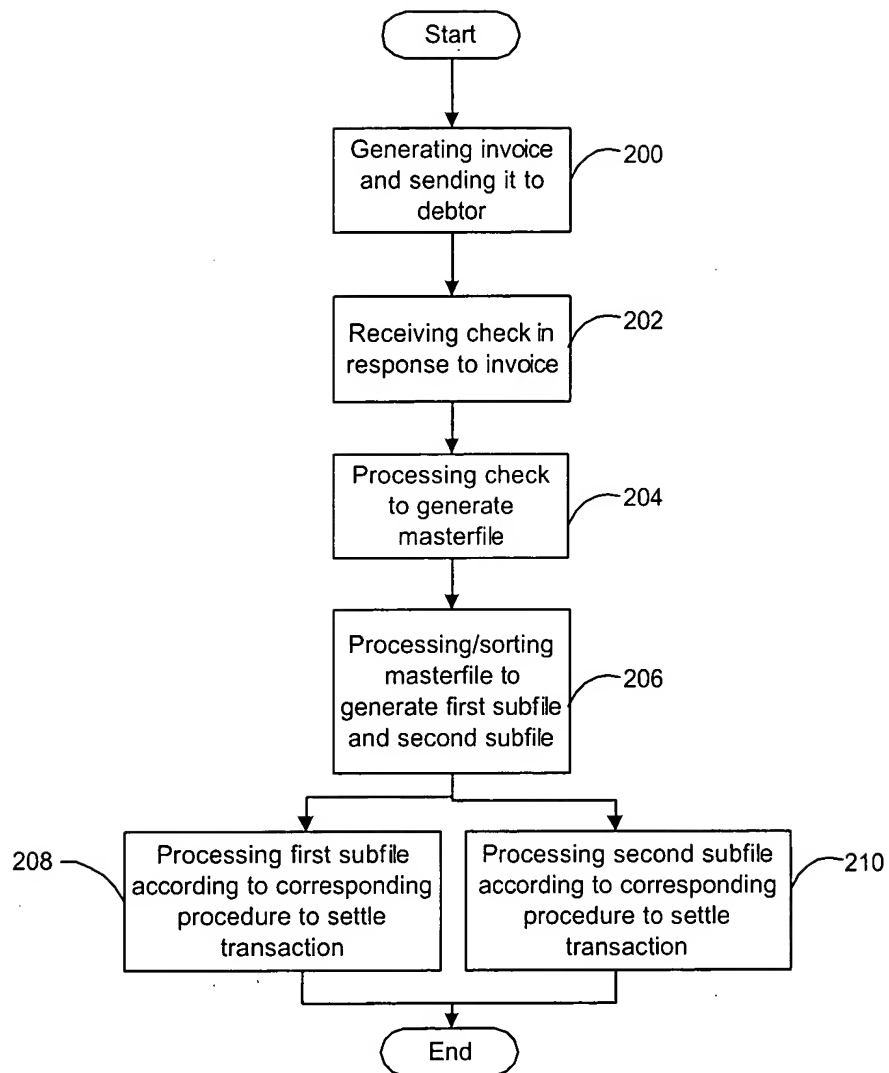 Start
Generating invoice
and sending it to
debtor
200
Receiving check in
response to invoice
202
Processing check
to generate
masterfile
204
Processing/sorting
masterfile to
generate first subfile
and second subfile
206
208
Processing first subfile
according to corresponding
procedure to settle
transaction
Processing second subfile
according to corresponding
procedure to settle
transaction
210
End